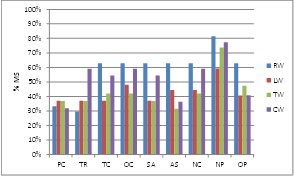 100%
90%
80%
70%
60%
50%
40%
30%
20%
10%
0%
% MS
PC TR TC OC SA AS NC NP OP
RW
LW
TW
CW